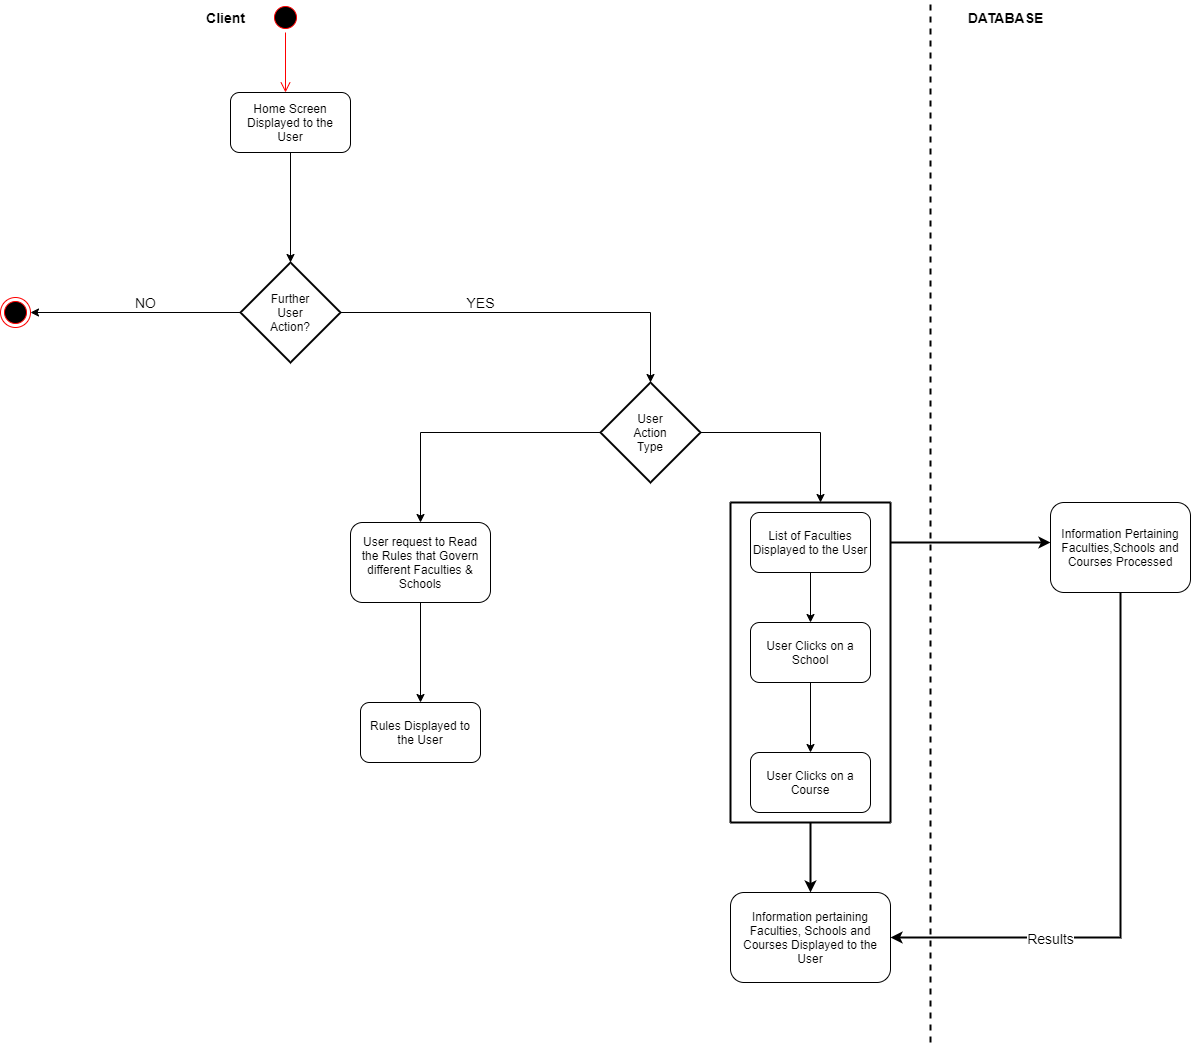 Client
DATABASE
Home Screen
Displayed to the
User
Further
User
Action?
NO
YES
User
Action
Type
User request to Read
the Rules that Govern
different Faculties &
Schools
Rules Displayed to
the User
List of Faculties
Displayed to the User
User Clicks on a
School
User Clicks on a
Course
Information Pertaining
Faculties,Schools and
Courses Processed
Information pertaining
Faculties, Schools and
Courses Displayed to the
User
Results